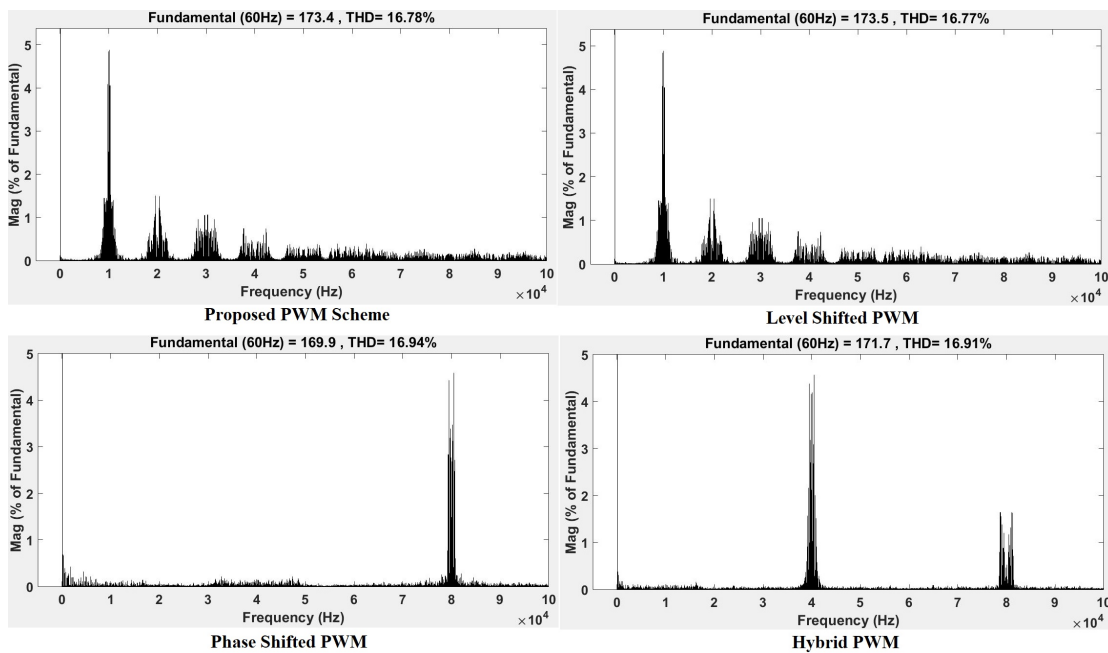 Fundamental (60Hz) = 173.4 , THD= 16.78%
Mag (% of Fundamental)
5
4
3
2
1
0
0 1 2 3 4 5 6 7 8 9 10
Frequency (Hz)
×10^4
Proposed PWM Scheme
Fundamental (60Hz) = 173.5 , THD= 16.77%
Mag (% of Fundamental)
5
4
3
2
1
0
0 1 2 3 4 5 6 7 8 9 10
Frequency (Hz)
×10^4
Level Shifted PWM
Fundamental (60Hz) = 169.9 , THD= 16.94%
Mag (% of Fundamental)
5
4
3
2
1
0
0 1 2 3 4 5 6 7 8 9 10
Frequency (Hz)
×10^4
Phase Shifted PWM
Fundamental (60Hz) = 171.7 , THD= 16.91%
Mag (% of Fundamental)
5
4
3
2
1
0
0 1 2 3 4 5 6 7 8 9 10
Frequency (Hz)
×10^4
Hybrid PWM